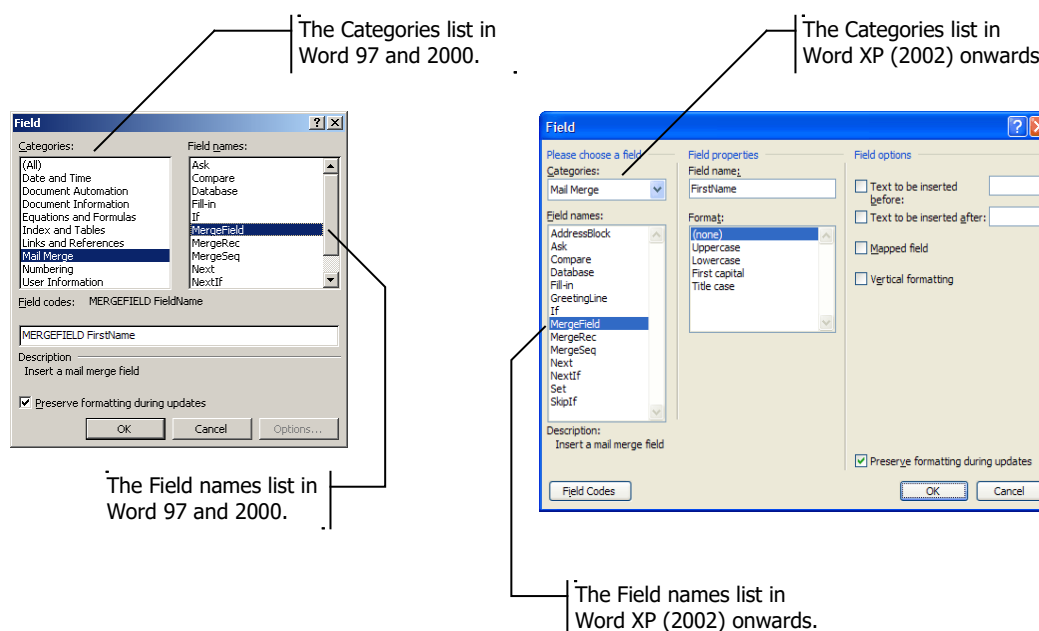 The Categories list in
Word 97 and 2000.
The Categories list in
Word XP (2002) onwards
Field
Categories:
Field names:
(All)
Date and Time
Document Automation
Document Information
Equations and Formulas
Index and Tables
Links and References
Mail Merge
Numbering
User Information
Ask
Compare
Database
Fill-in
If
MergeField
MergeRec
MergeSeq
Next
NextIf
Field codes: MERGEFIELD FieldName
MERGEFIELD FirstName
Description
Insert a mail merge field
Preserve formatting during updates
OK Cancel Options...
The Field names list in
Word 97 and 2000.
Field
Please choose a field
Categories:
Mail Merge
Field names:
AddressBlock
Ask
Compare
Database
Fill-in
GreetingLine
If
MergeField
MergeRec
MergeSeq
Next
NextIf
Set
SkipIf
Description:
Insert a mail merge field
Field Codes
Field properties
Field name:
FirstName
Format:
(none)
Uppercase
Lowercase
First capital
Title case
Field options
Text to be inserted
before:
Text to be inserted after:
Mapped field
Vertical formatting
Preserve formatting during updates
OK Cancel
The Field names list in
Word XP (2002) onwards.